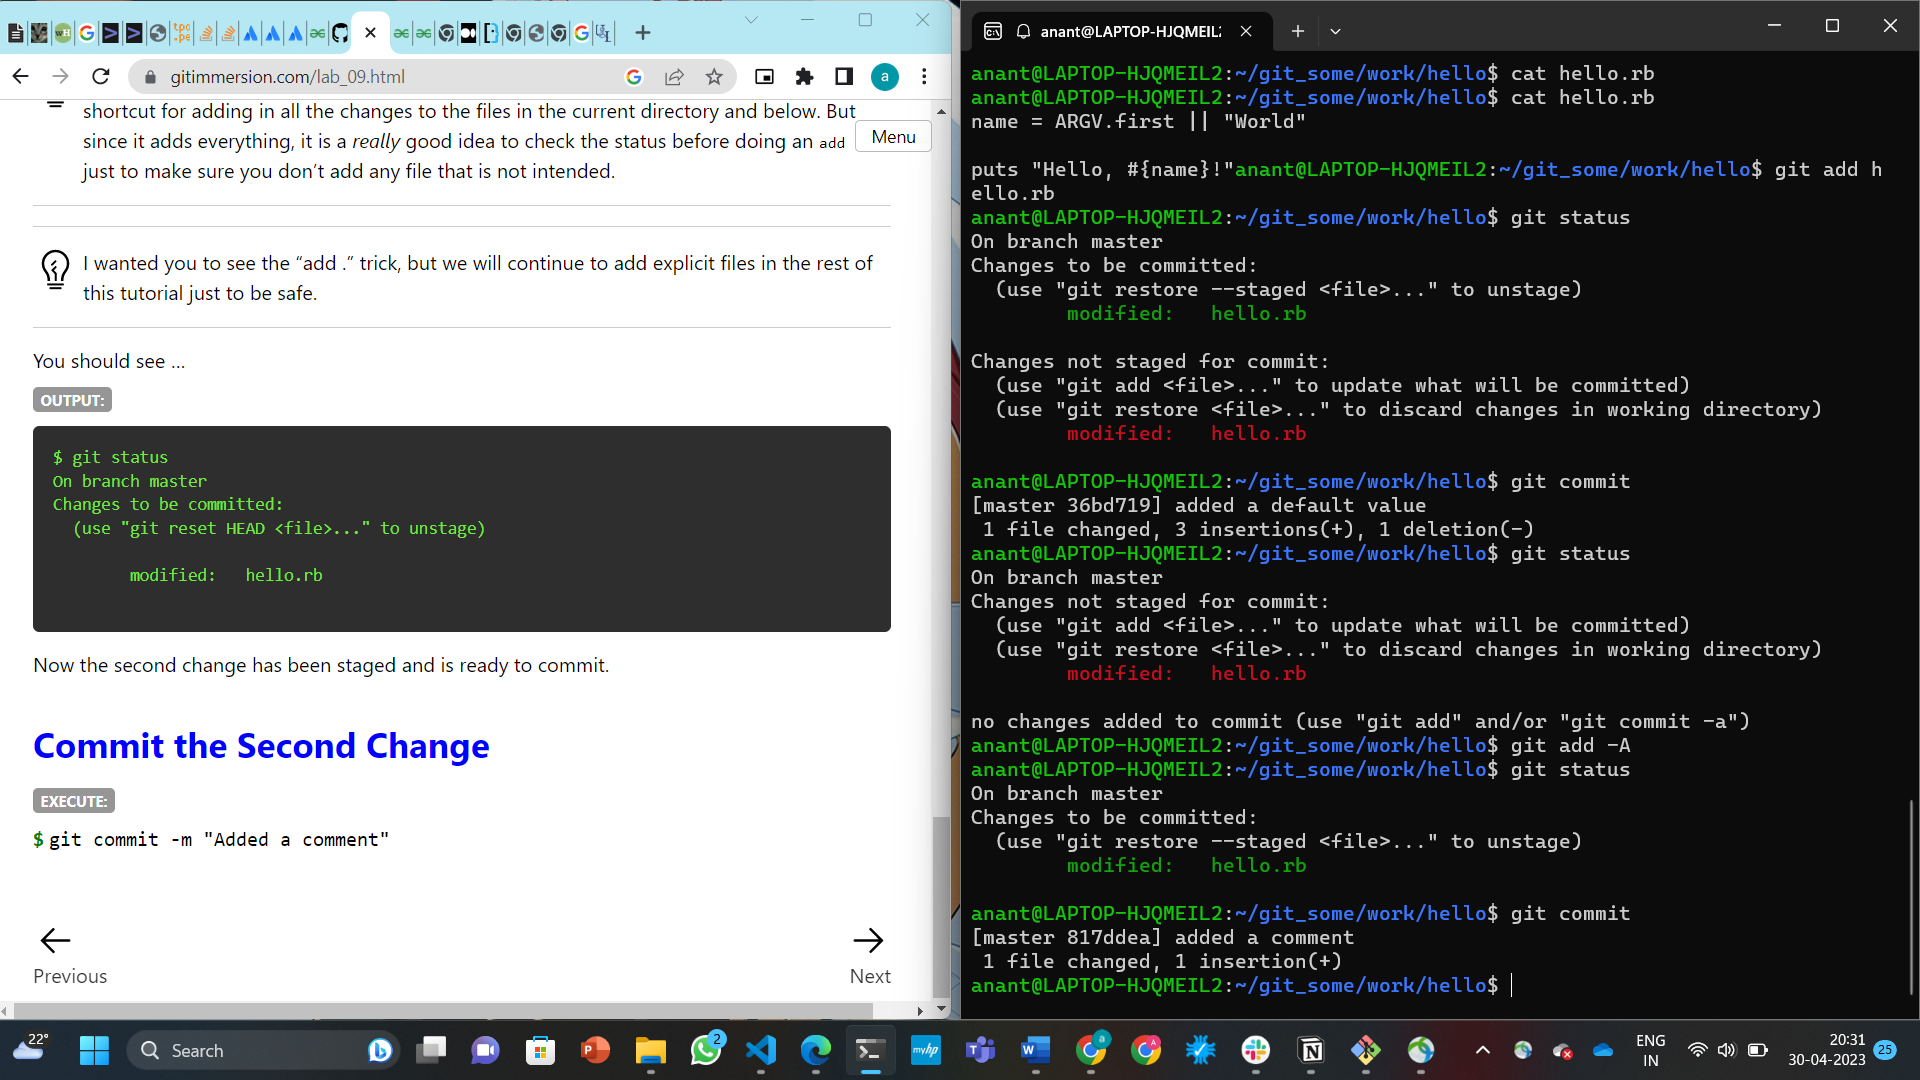 gitimmersion.com/lab_09.html
a
shortcut for adding in all the changes to the files in the current directory and below. But
since it adds everything, it is a really good idea to check the status before doing an add
just to make sure you don’t add any file that is not intended.
Menu
I wanted you to see the “add .” trick, but we will continue to add explicit files in the rest of
this tutorial just to be safe.
You should see ...
OUTPUT:
$ git status
On branch master
Changes to be committed:
(use "git reset HEAD <file>..." to unstage)
modified: hello.rb
Now the second change has been staged and is ready to commit.
Commit the Second Change
EXECUTE:
$ git commit -m "Added a comment"
Previous
Next
anant@LAPTOP-HJQMEIL:
anant@LAPTOP-HJQMEIL2:~/git_some/work/hello$ cat hello.rb
anant@LAPTOP-HJQMEIL2:~/git_some/work/hello$ cat hello.rb
name = ARGV.first || "World"
puts "Hello, #{name}!"anant@LAPTOP-HJQMEIL2:~/git_some/work/hello$ git add h
ello.rb
anant@LAPTOP-HJQMEIL2:~/git_some/work/hello$ git status
On branch master
Changes to be committed:
(use "git restore --staged <file>..." to unstage)
modified: hello.rb
Changes not staged for commit:
(use "git add <file>..." to update what will be committed)
(use "git restore <file>..." to discard changes in working directory)
modified: hello.rb
anant@LAPTOP-HJQMEIL2:~/git_some/work/hello$ git commit
[master 36bd719] added a default value
1 file changed, 3 insertions(+), 1 deletion(-)
anant@LAPTOP-HJQMEIL2:~/git_some/work/hello$ git status
On branch master
Changes not staged for commit:
(use "git add <file>..." to update what will be committed)
(use "git restore <file>..." to discard changes in working directory)
modified: hello.rb
no changes added to commit (use "git add" and/or "git commit -a")
anant@LAPTOP-HJQMEIL2:~/git_some/work/hello$ git add -A
anant@LAPTOP-HJQMEIL2:~/git_some/work/hello$ git status
On branch master
Changes to be committed:
(use "git restore --staged <file>..." to unstage)
modified: hello.rb
anant@LAPTOP-HJQMEIL2:~/git_some/work/hello$ git commit
[master 817ddea] added a comment
1 file changed, 1 insertion(+)
anant@LAPTOP-HJQMEIL2:~/git_some/work/hello$
22°
Search
2
myhp
ENG
IN
20:31
30-04-2023
25